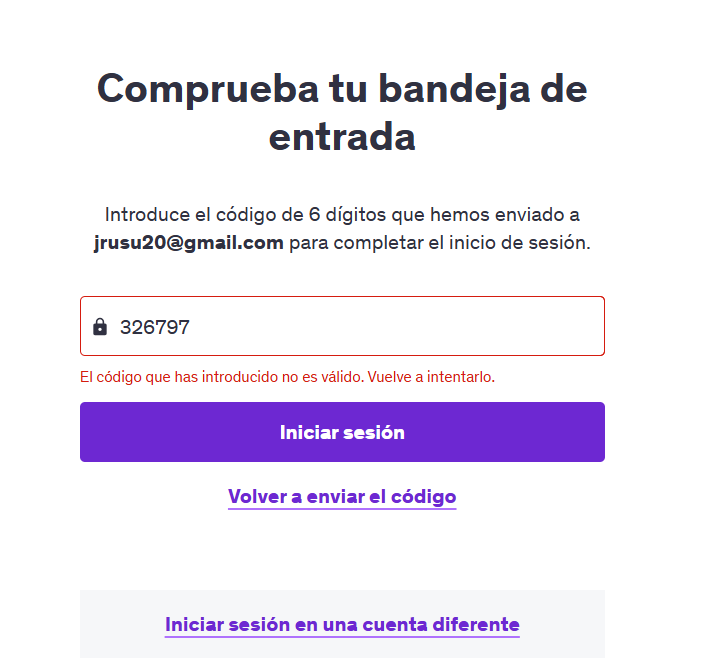 Comprueba tu bandeja de
entrada
Introduce el código de 6 dígitos que hemos enviado a
jrusu20@gmail.com para completar el inicio de sesión.
326797
El código que has introducido no es válido. Vuelve a intentarlo.
Iniciar sesión
Volver a enviar el código
Iniciar sesión en una cuenta diferente